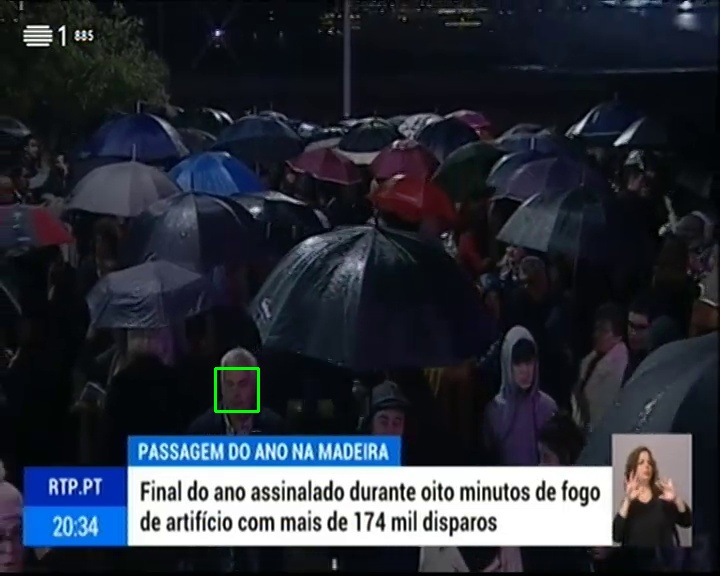 1 885
PASSAGEM DO ANO NA MADEIRA
RTP.PT
20:34
Final do ano assinalado durante oito minutos de fogo
de artifício com mais de 174 mil disparos